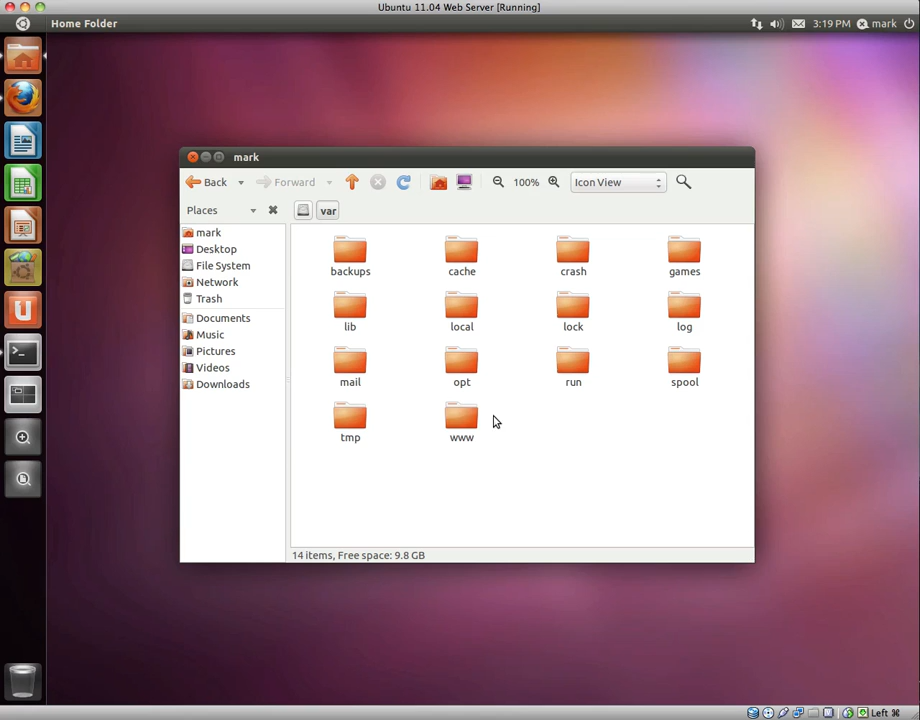 Ubuntu 11.04 Web Server [Running]
Home Folder
3:19 PM
mark
mark
Back
Forward
100%
Icon View
Places
var
mark
Desktop
File System
Network
Trash
Documents
Music
Pictures
Videos
Downloads
backups
cache
crash
games
lib
local
lock
log
mail
opt
run
spool
tmp
www
14 items, Free space: 9.8 GB
Left ⌘